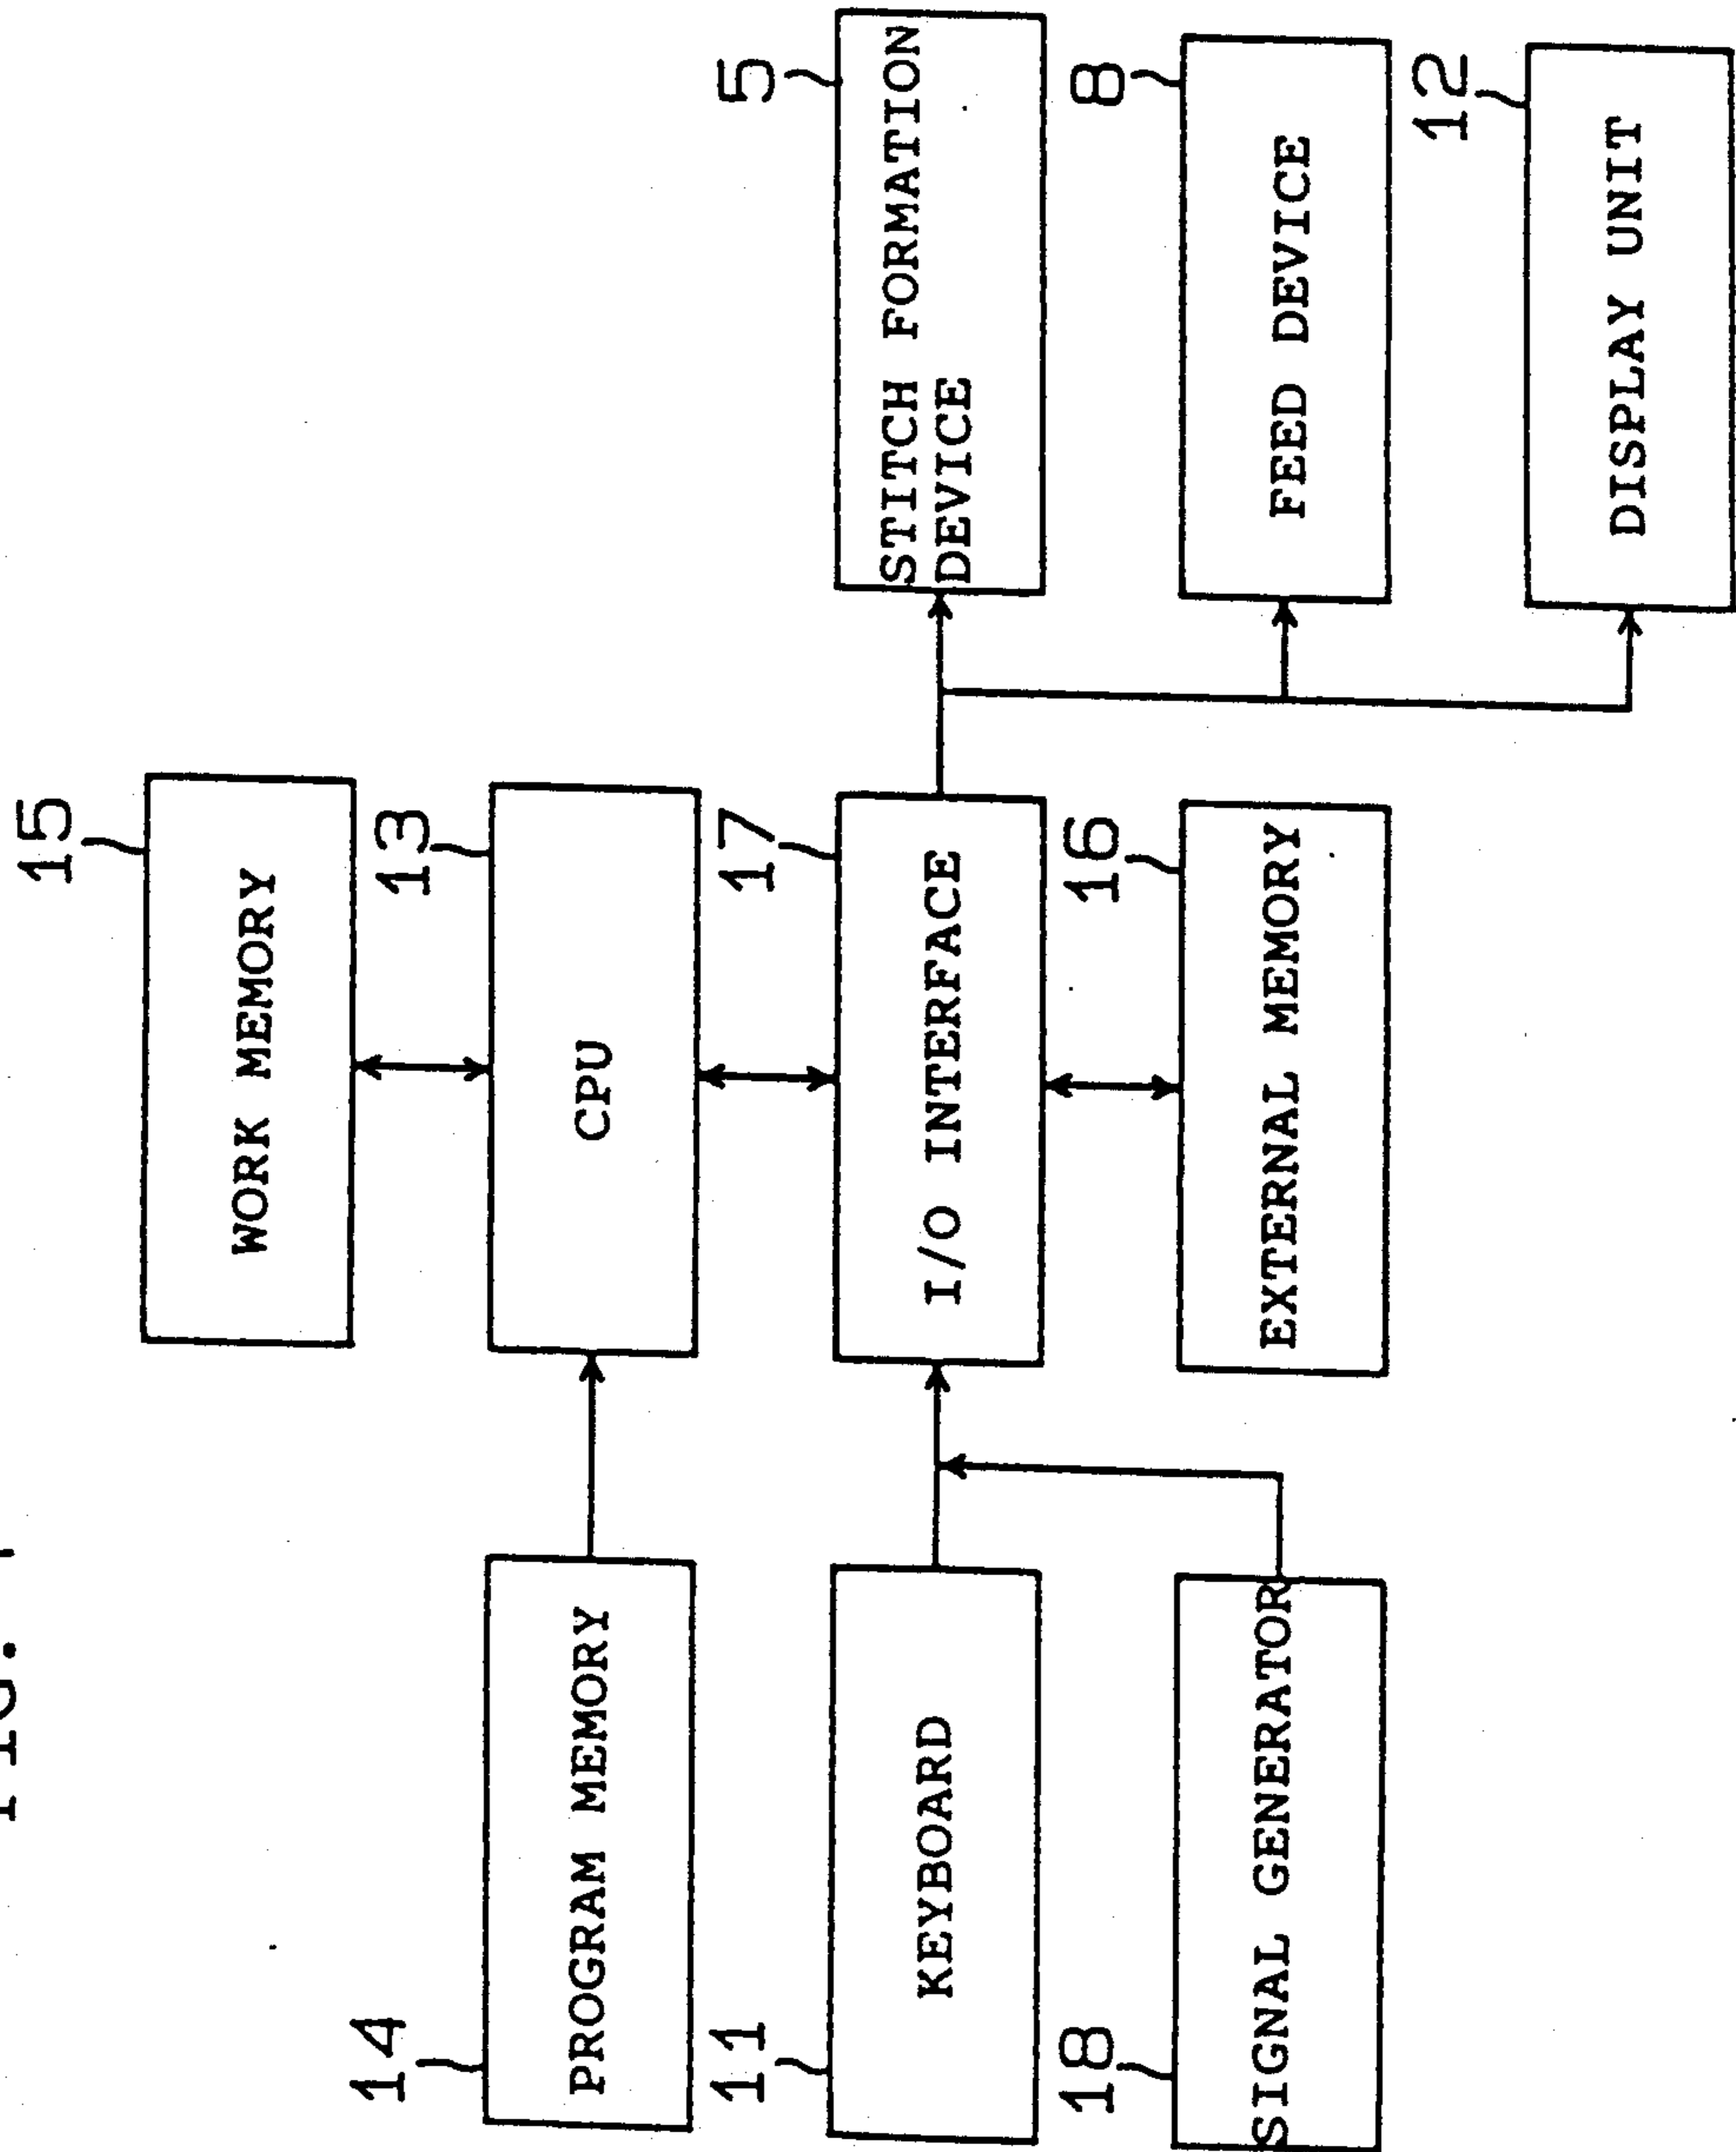 FIG.
15
WORK MEMORY
14
PROGRAM MEMORY
13
CPU
11
KEYBOARD
17
I/O INTERFACE
5
STITCH FORMATION
DEVICE
18
SIGNAL GENERATOR
16
EXTERNAL MEMORY
8
FEED DEVICE
12
DISPLAY UNIT